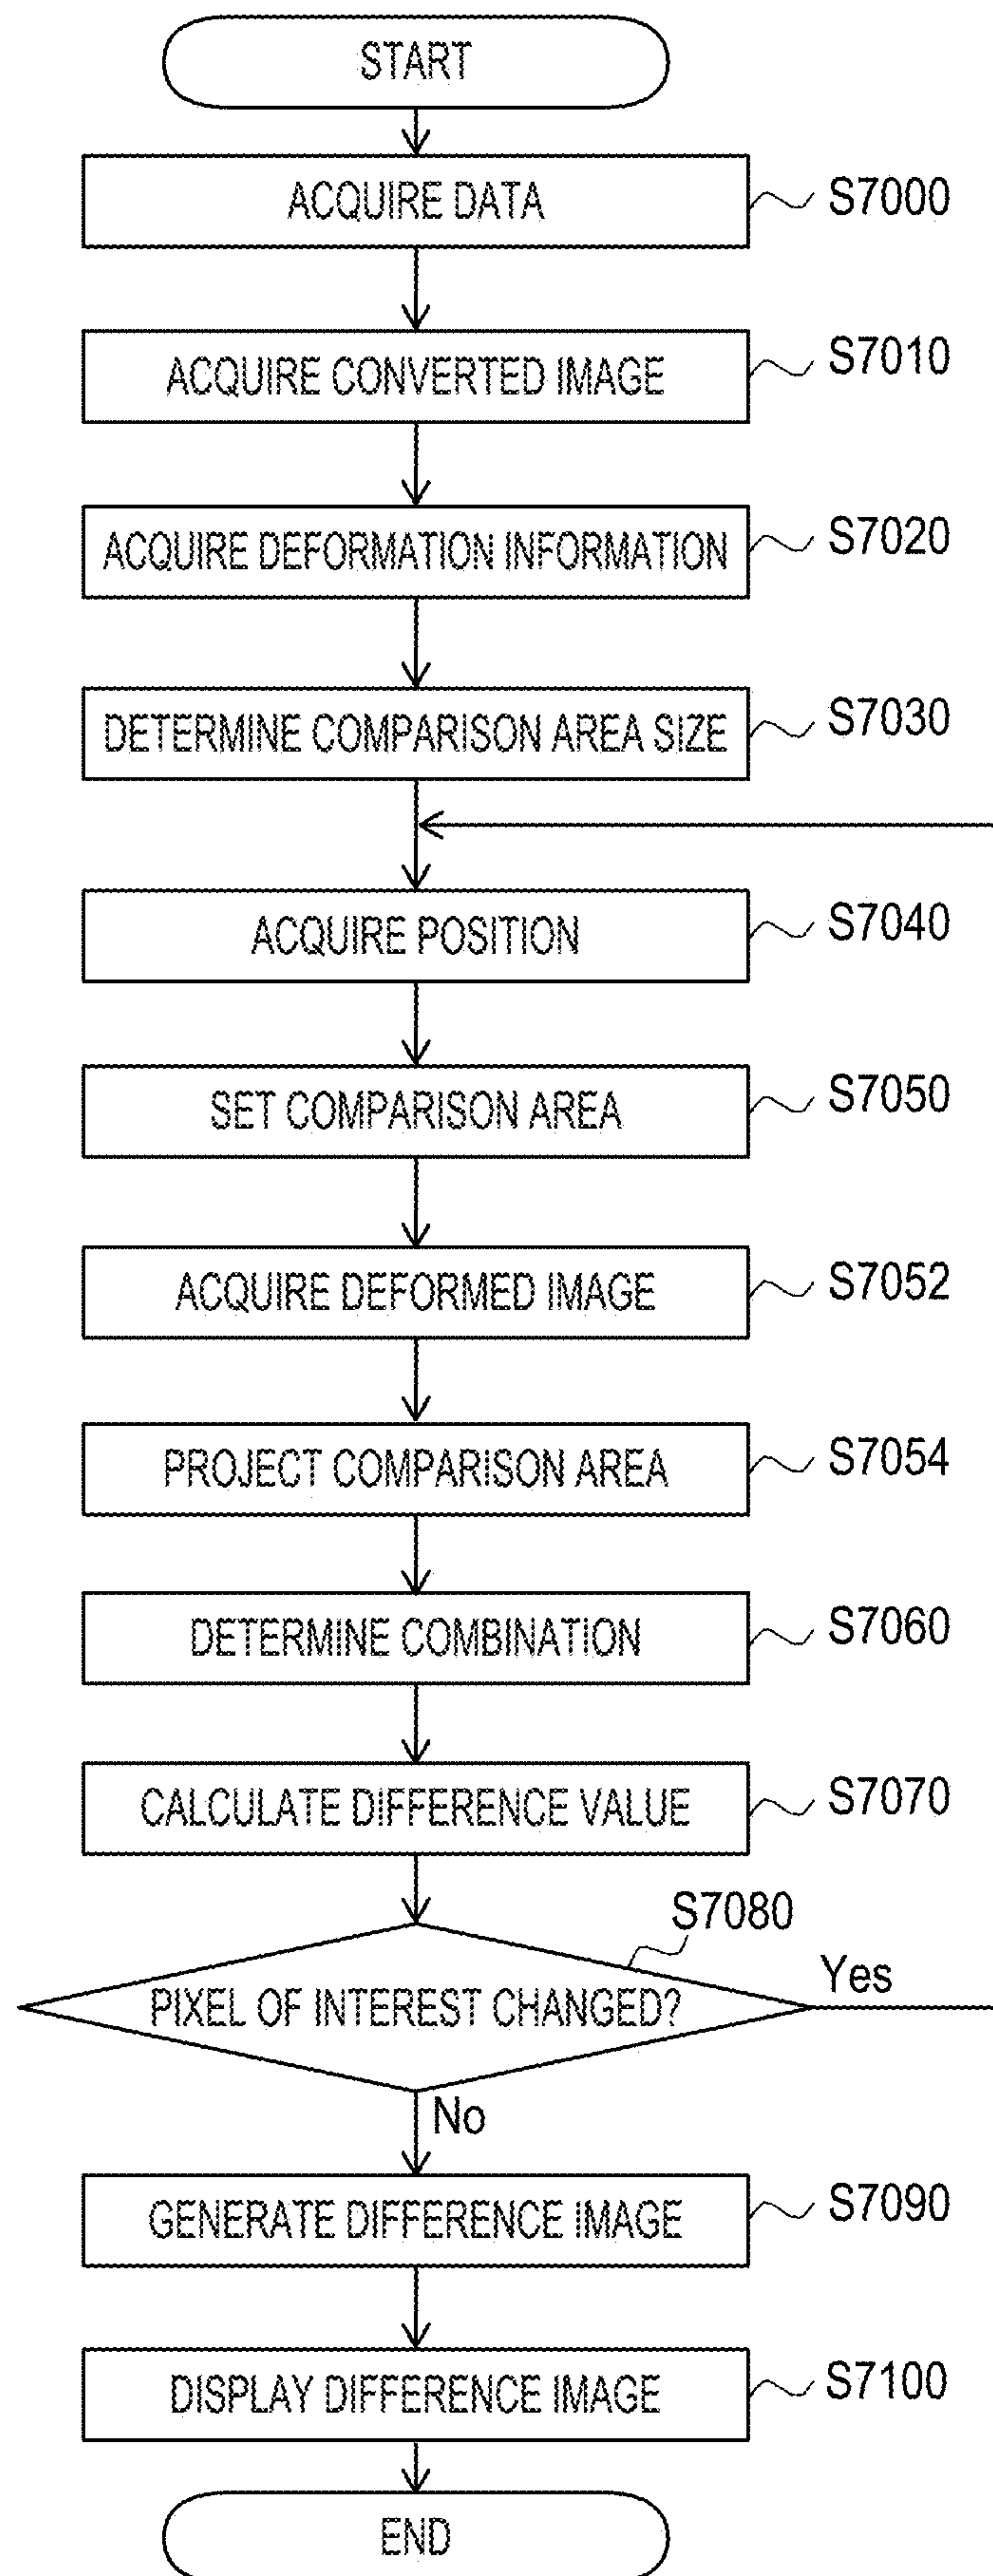 START
ACQUIRE DATA
S7000
ACQUIRE CONVERTED IMAGE
S7010
ACQUIRE DEFORMATION INFORMATION
S7020
DETERMINE COMPARISON AREA SIZE
S7030
ACQUIRE POSITION
S7040
SET COMPARISON AREA
S7050
ACQUIRE DEFORMED IMAGE
S7052
PROJECT COMPARISON AREA
S7054
DETERMINE COMBINATION
S7060
CALCULATE DIFFERENCE VALUE
S7070
S7080
PIXEL OF INTEREST CHANGED?
Yes
No
GENERATE DIFFERENCE IMAGE
S7090
DISPLAY DIFFERENCE IMAGE
S7100
END